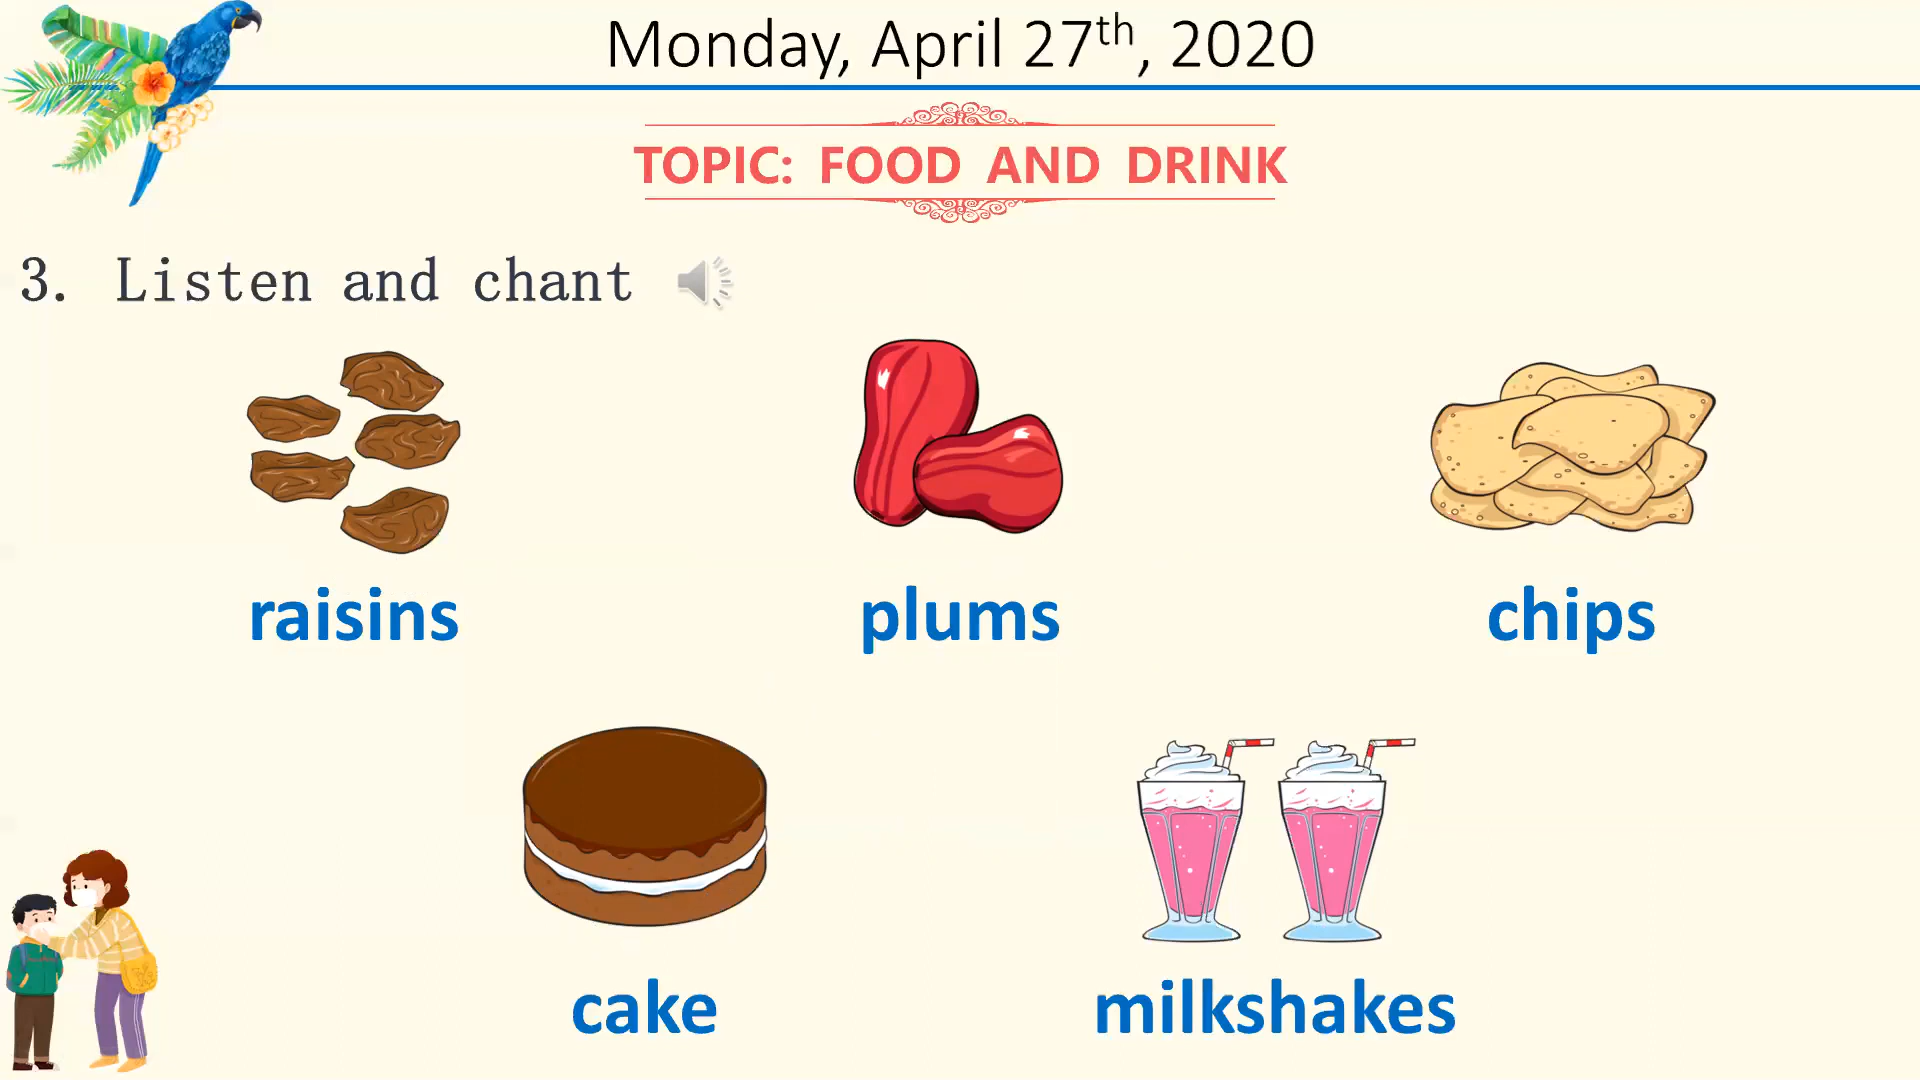 Monday, April 27th, 2020
TOPIC: FOOD AND DRINK
3. Listen and chant
raisins
plums
chips
cake
milkshakes